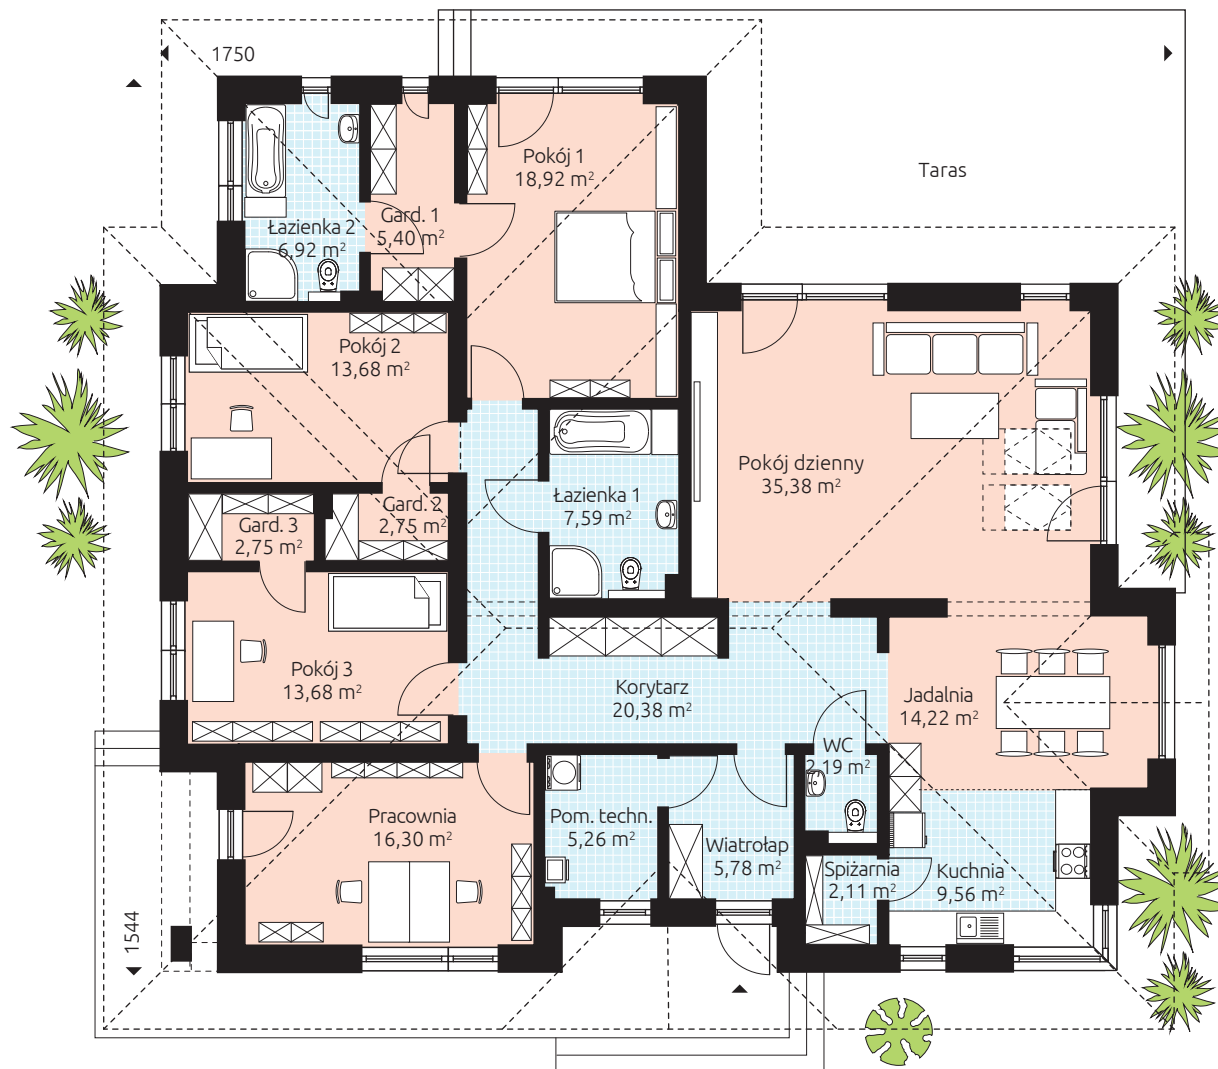 1750
Taras
Pokój 1
18,92 m²
Gard. 1
5,40 m²
Łazienka 2
6,92 m²
Pokój 2
13,68 m²
Pokój dzienny
35,38 m²
Łazienka 1
7,59 m²
Gard. 2
2,75 m²
Gard. 3
2,75 m²
Pokój 3
13,68 m²
Korytarz
20,38 m²
Jadalnia
14,22 m²
WC
2,19 m²
Pracownia
16,30 m²
Pom. techn.
5,26 m²
Wiatrołap
5,78 m²
Spiżarnia
2,11 m²
Kuchnia
9,56 m²
1544